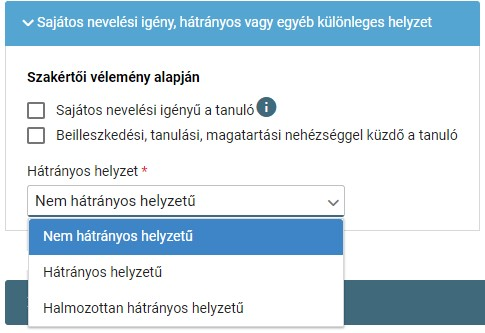 Sajátos nevelési igény, hátrányos vagy egyéb különleges helyzet
Szakértői vélemény alapján
Sajátos nevelési igényű a tanuló
Beilleszkedési, tanulási, magatartási nehézséggel küzdő a tanuló
Hátrányos helyzet *
Nem hátrányos helyzetű
Nem hátrányos helyzetű
Hátrányos helyzetű
Halmozottan hátrányos helyzetű